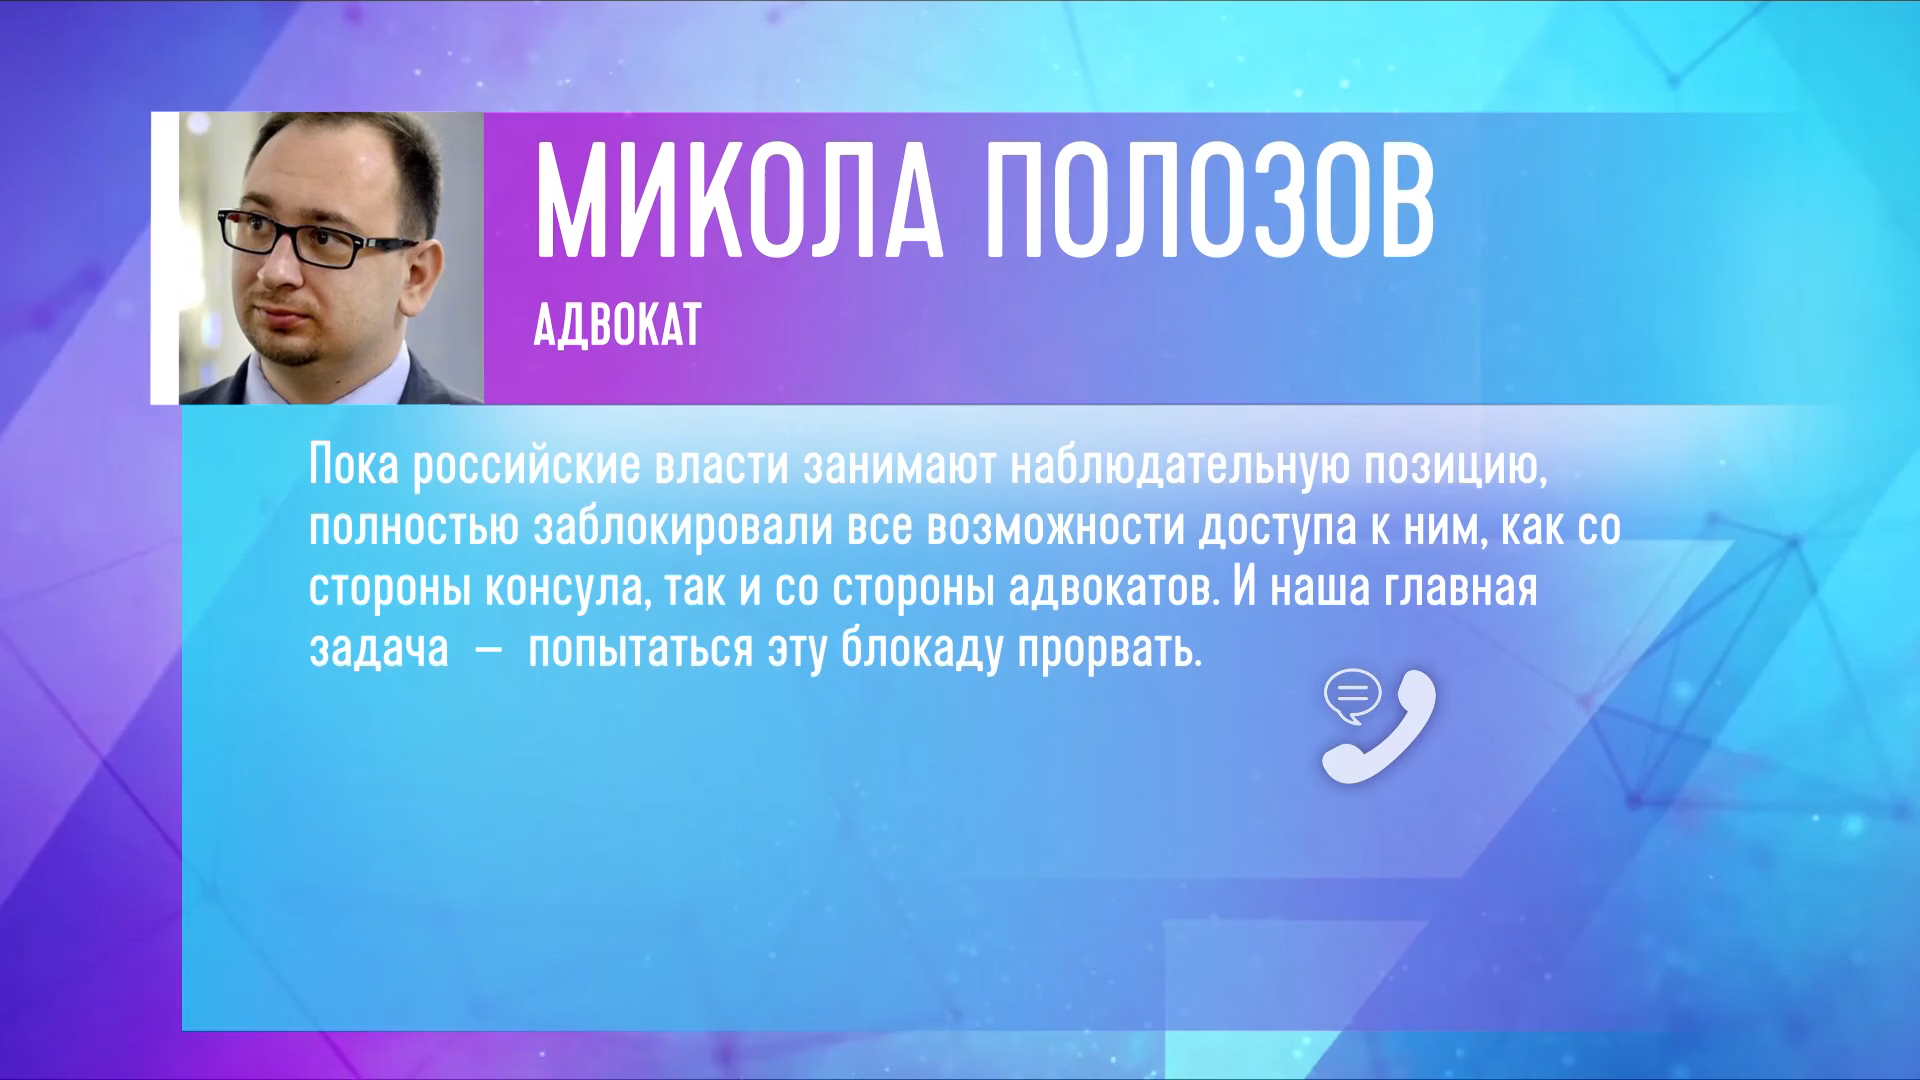 МИКОЛА ПОЛОЗОВ
АДВОКАТ
Пока российские власти занимают наблюдательную позицию,
полностью заблокировали все возможности доступа к ним, как со
стороны консула, так и со стороны адвокатов. И наша главная
задача – попытаться эту блокаду прорвать.